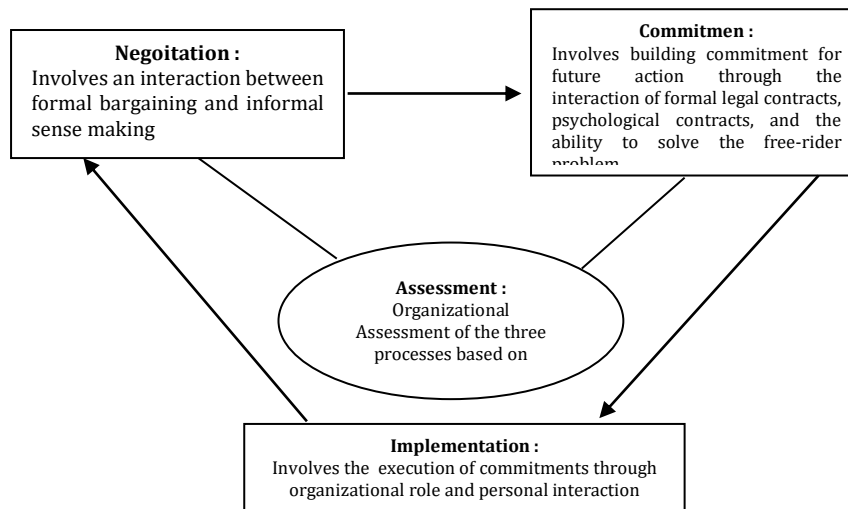 Negoitation :
Involves an interaction between
formal bargaining and informal
sense making
Commitmen :
Involves building commitment for
future action through the
interaction of formal legal contracts,
psychological contracts, and the
ability to solve the free-rider
problem
Assessment :
Organizational
Assessment of the three
processes based on
Implementation :
Involves the execution of commitments through
organizational role and personal interaction